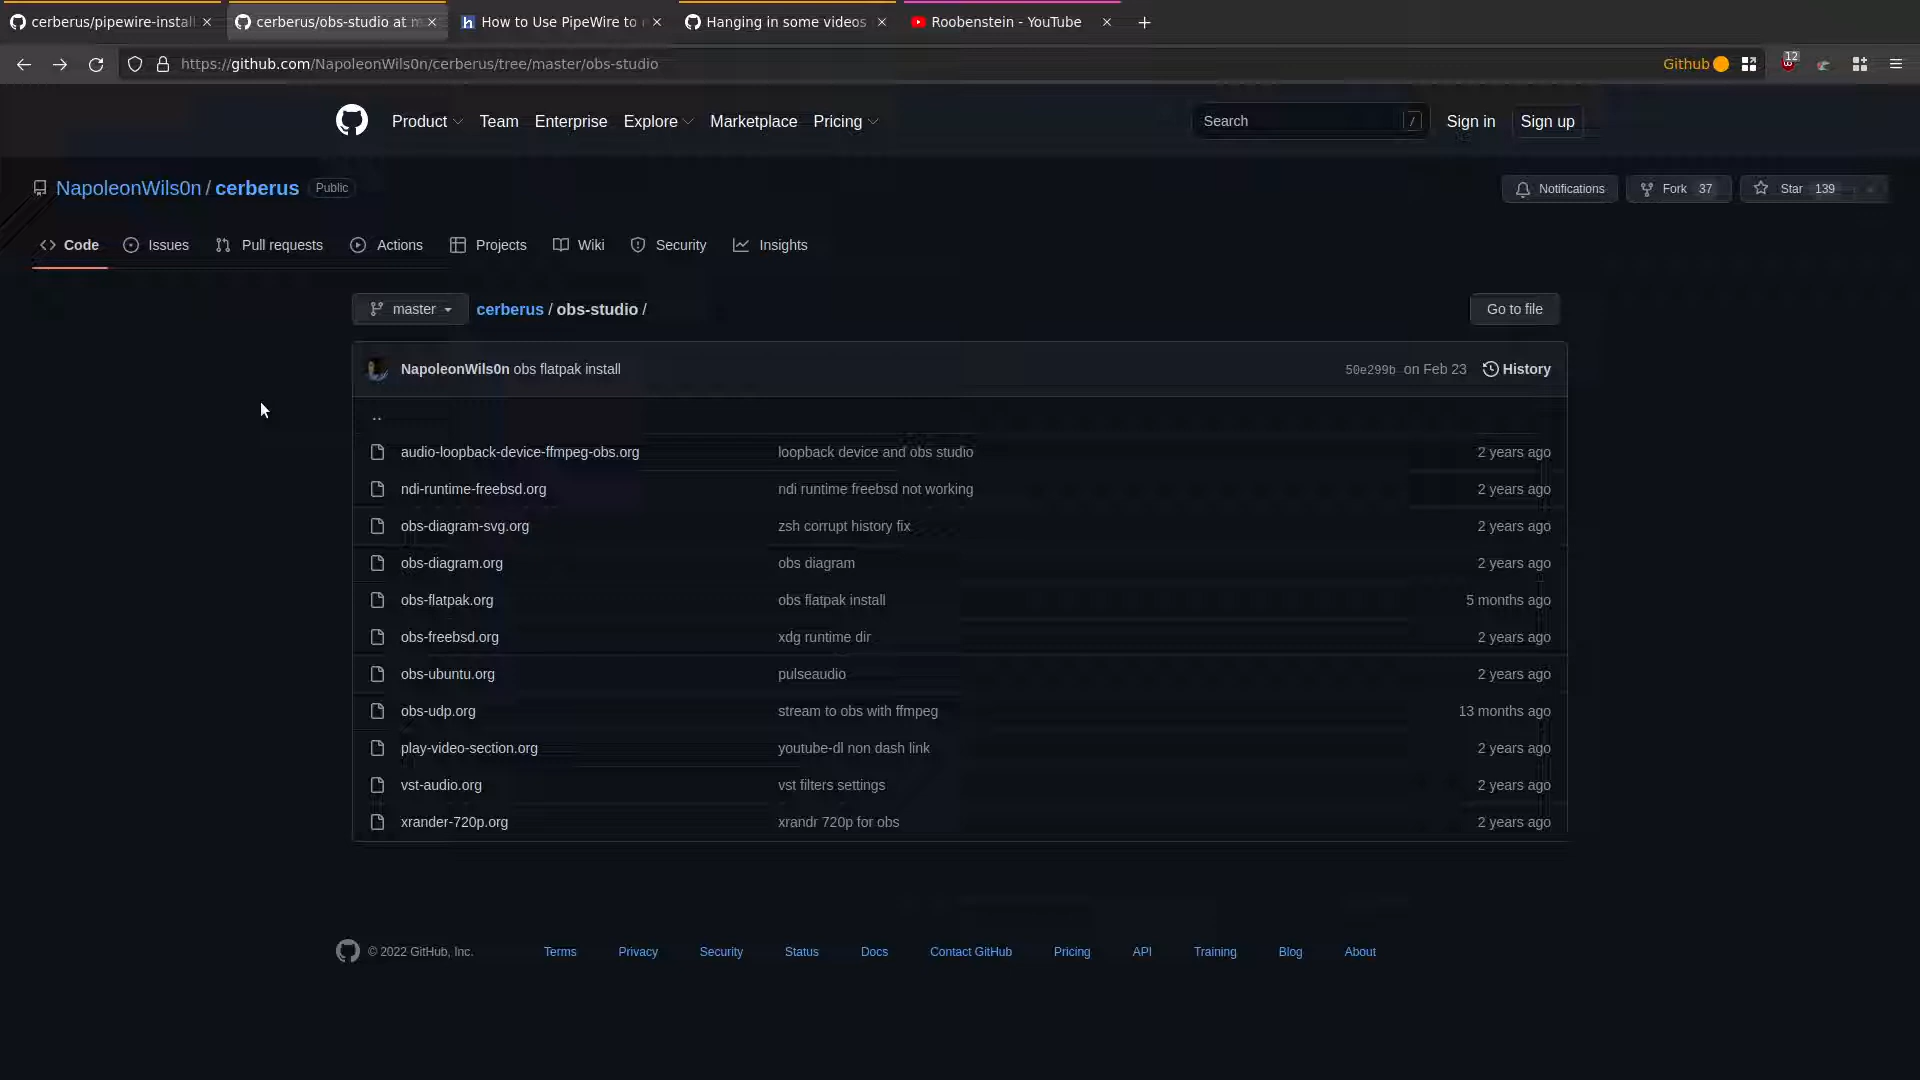 cerberus/pipewire-install
cerberus/obs-studio at m
How to Use PipeWire to
Hanging in some videos
Roobenstein - YouTube
https://github.com/NapoleonWils0n/cerberus/tree/master/obs-studio
Github
12
Product
Team
Enterprise
Explore
Marketplace
Pricing
Search /
Sign in
Sign up
NapoleonWils0n / cerberus Public
Notifications
Fork 37
Star 139
Code
Issues
Pull requests
Actions
Projects
Wiki
Security
Insights
master
cerberus / obs-studio /
Go to file
NapoleonWils0n obs flatpak install
50e299b on Feb 23
History
..
audio-loopback-device-ffmpeg-obs.org loopback device and obs studio 2 years ago
ndi-runtime-freebsd.org ndi runtime freebsd not working 2 years ago
obs-diagram-svg.org zsh corrupt history fix 2 years ago
obs-diagram.org obs diagram 2 years ago
obs-flatpak.org obs flatpak install 5 months ago
obs-freebsd.org xdg runtime dir 2 years ago
obs-ubuntu.org pulseaudio 2 years ago
obs-udp.org stream to obs with ffmpeg 13 months ago
play-video-section.org youtube-dl non dash link 2 years ago
vst-audio.org vst filters settings 2 years ago
xrander-720p.org xrandr 720p for obs 2 years ago
© 2022 GitHub, Inc.
Terms
Privacy
Security
Status
Docs
Contact GitHub
Pricing
API
Training
Blog
About